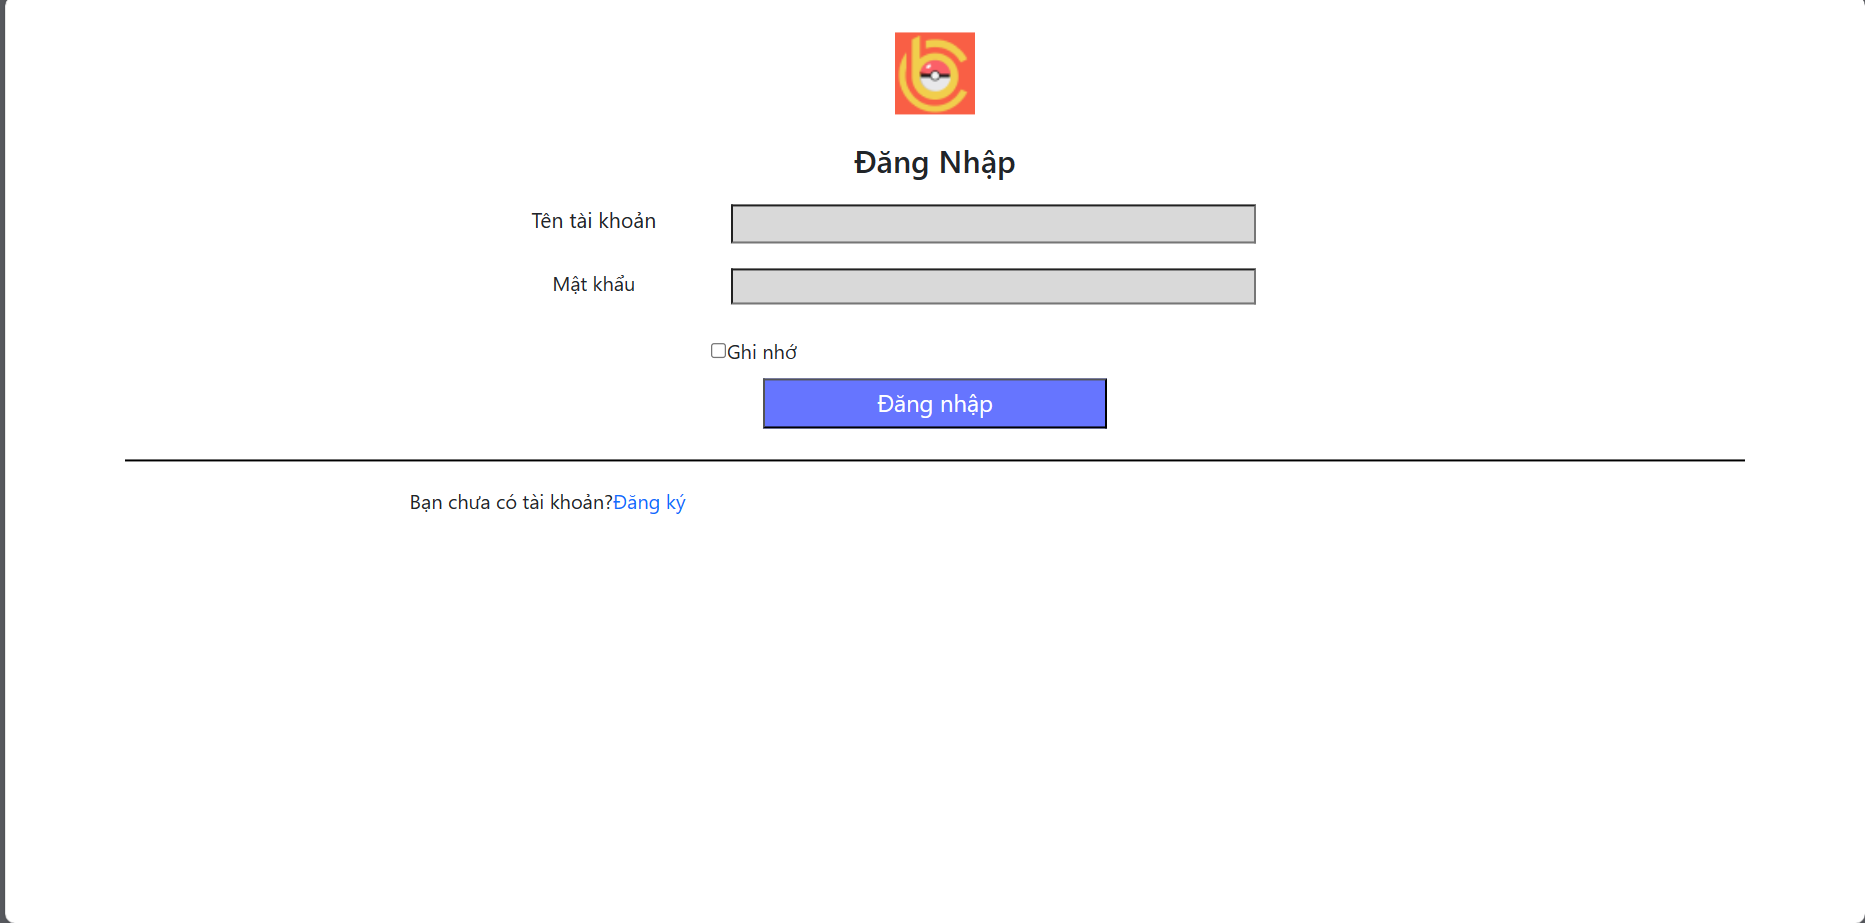 Đăng Nhập
Tên tài khoản
Mật khẩu
Ghi nhớ
Đăng nhập
Bạn chưa có tài khoản?Đăng ký